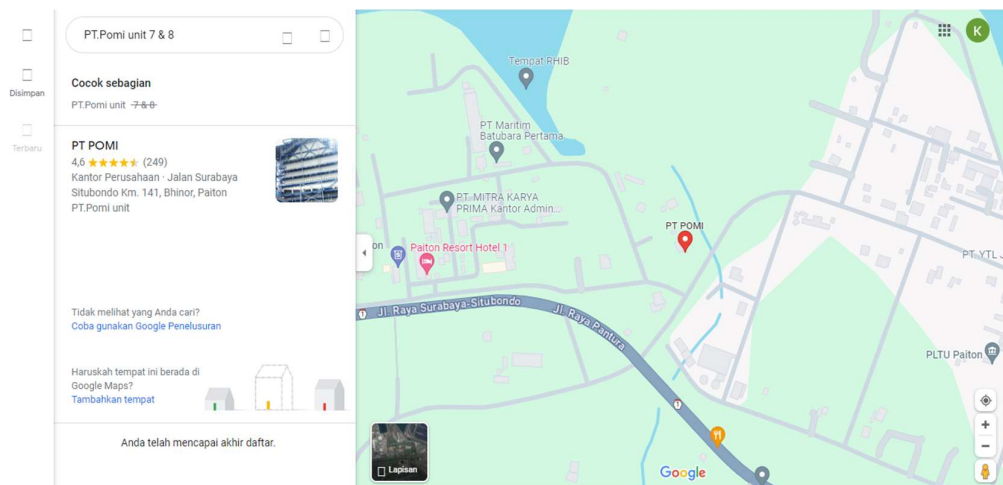 PT.Pomi unit 7 & 8
Disimpan
Terbaru
Cocok sebagian
PT.Pomi unit 7 & 8
PT POMI
4,6 (249)
Kantor Perusahaan · Jalan Surabaya
Situbondo Km. 141, Bhinor, Paiton
PT.Pomi unit
Tidak melihat yang Anda cari?
Coba gunakan Google Penelusuran
Haruskah tempat ini berada di
Google Maps?
Tambahkan tempat
Anda telah mencapai akhir daftar.
K
Tempat RHIB
PT Maritim
Batubara Pertama
PT. MITRA KARYA
PRIMA Kantor Admin...
PT POMI
on
Paiton Resort Hotel 1
PT. YTL J
1
Jl. Raya Surabaya-Situbondo
Jl. Raya Pantura
PLTU Paiton
1
Lapisan
Google